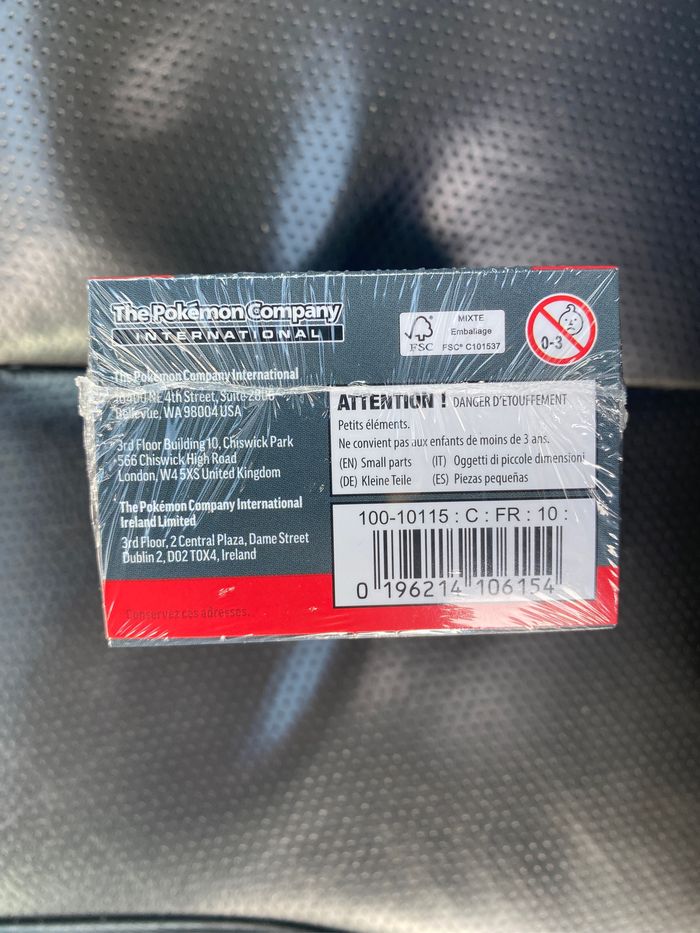 The Pokémon Company
INTERNATIONAL
The Pokémon Company International
10400 NE 4th Street, Suite 2800
Bellevue, WA 98004 USA
3rd Floor Building 10, Chiswick Park
566 Chiswick High Road
London, W4 5XS United Kingdom
The Pokémon Company International
Ireland Limited
3rd Floor, 2 Central Plaza, Dame Street
Dublin 2, D02 T0X4, Ireland
Conservez ces adresses.
FSC
MIXTE
Emballage
FSC® C101537
0-3
ATTENTION ! DANGER D'ÉTOUFFEMENT
Petits éléments.
Ne convient pas aux enfants de moins de 3 ans.
(EN) Small parts (IT) Oggetti di piccole dimensioni
(DE) Kleine Teile (ES) Piezas pequeñas
100-10115 : C : FR : 10 :
0 196214 106154